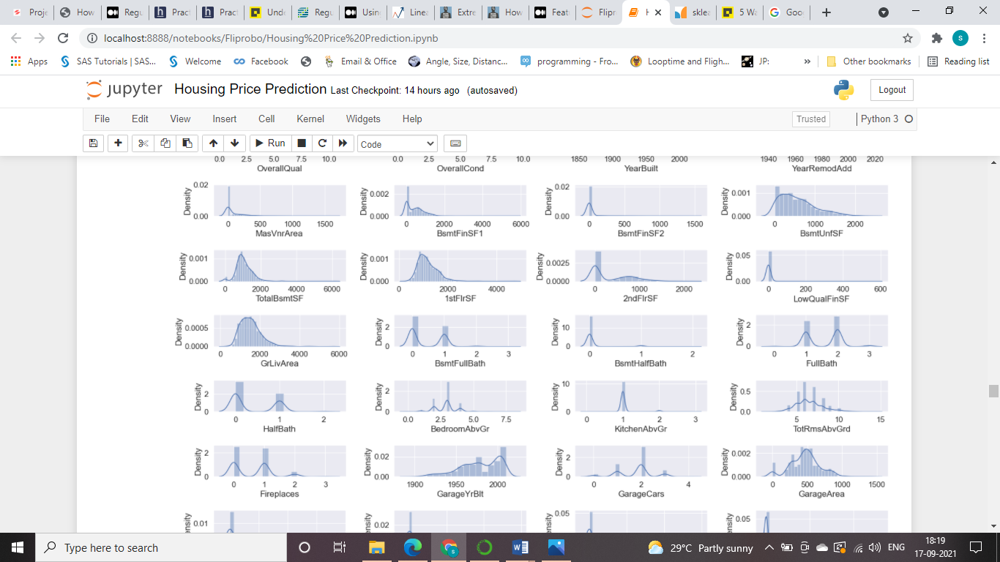 Proje How Regu Pract Pract Unde Regu Using Linea Extre How Featu Flipr H sklea 5 Wa Goo
localhost:8888/notebooks/Fliprobo/Housing%20Price%20Prediction.ipynb
S
Apps SAS Tutorials | SAS... Welcome Facebook Email & Office Angle, Size, Distanc... programming - Fro... Looptime and Fligh... JP: » Other bookmarks Reading list
jupyter Housing Price Prediction Last Checkpoint: 14 hours ago (autosaved) Logout
File Edit View Insert Cell Kernel Widgets Help Trusted Python 3
Run Code
0.0 2.5 5.0 7.5 10.0 0.0 2.5 5.0 7.5 10.0 1850 1900 1950 2000 1940 1960 1980 2000 2020
OverallQual OverallCond YearBuilt YearRemodAdd
Density 0.02 0.00 Density 0.002 0.000 Density 0.02 0.00 Density 0.001 0.000
0 500 1000 1500 0 2000 4000 6000 0 500 1000 1500 0 1000 2000
MasVnrArea BsmtFinSF1 BsmtFinSF2 BsmtUnfSF
Density 0.001 0.000 Density 0.001 0.000 Density 0.0025 0.0000 Density 0.05 0.00
0 2000 4000 6000 0 2000 4000 0 1000 2000 0 200 400 600
TotalBsmtSF 1stFlrSF 2ndFlrSF LowQualFinSF
Density 0.0005 0.0000 Density 2 0 Density 10 0 Density 2 0
0 2000 4000 6000 0 1 2 3 0 1 2 0 1 2 3
GrLivArea BsmtFullBath BsmtHalfBath FullBath
Density 2 0 Density 2 0 Density 10 0 Density 0.5 0.0
0 1 2 0.0 2.5 5.0 7.5 0 1 2 3 5 10 15
HalfBath BedroomAbvGr KitchenAbvGr TotRmsAbvGrd
Density 2 0 Density 0.02 0.00 Density 2 0 Density 0.002 0.000
0 1 2 3 1900 1950 2000 0 2 4 0 500 1000 1500
Fireplaces GarageYrBlt GarageCars GarageArea
nsity 0.01 nsity 0.02 nsity 0.05 nsity 0.05
Type here to search S W 29°C Partly sunny ENG 18:19
17-09-2021